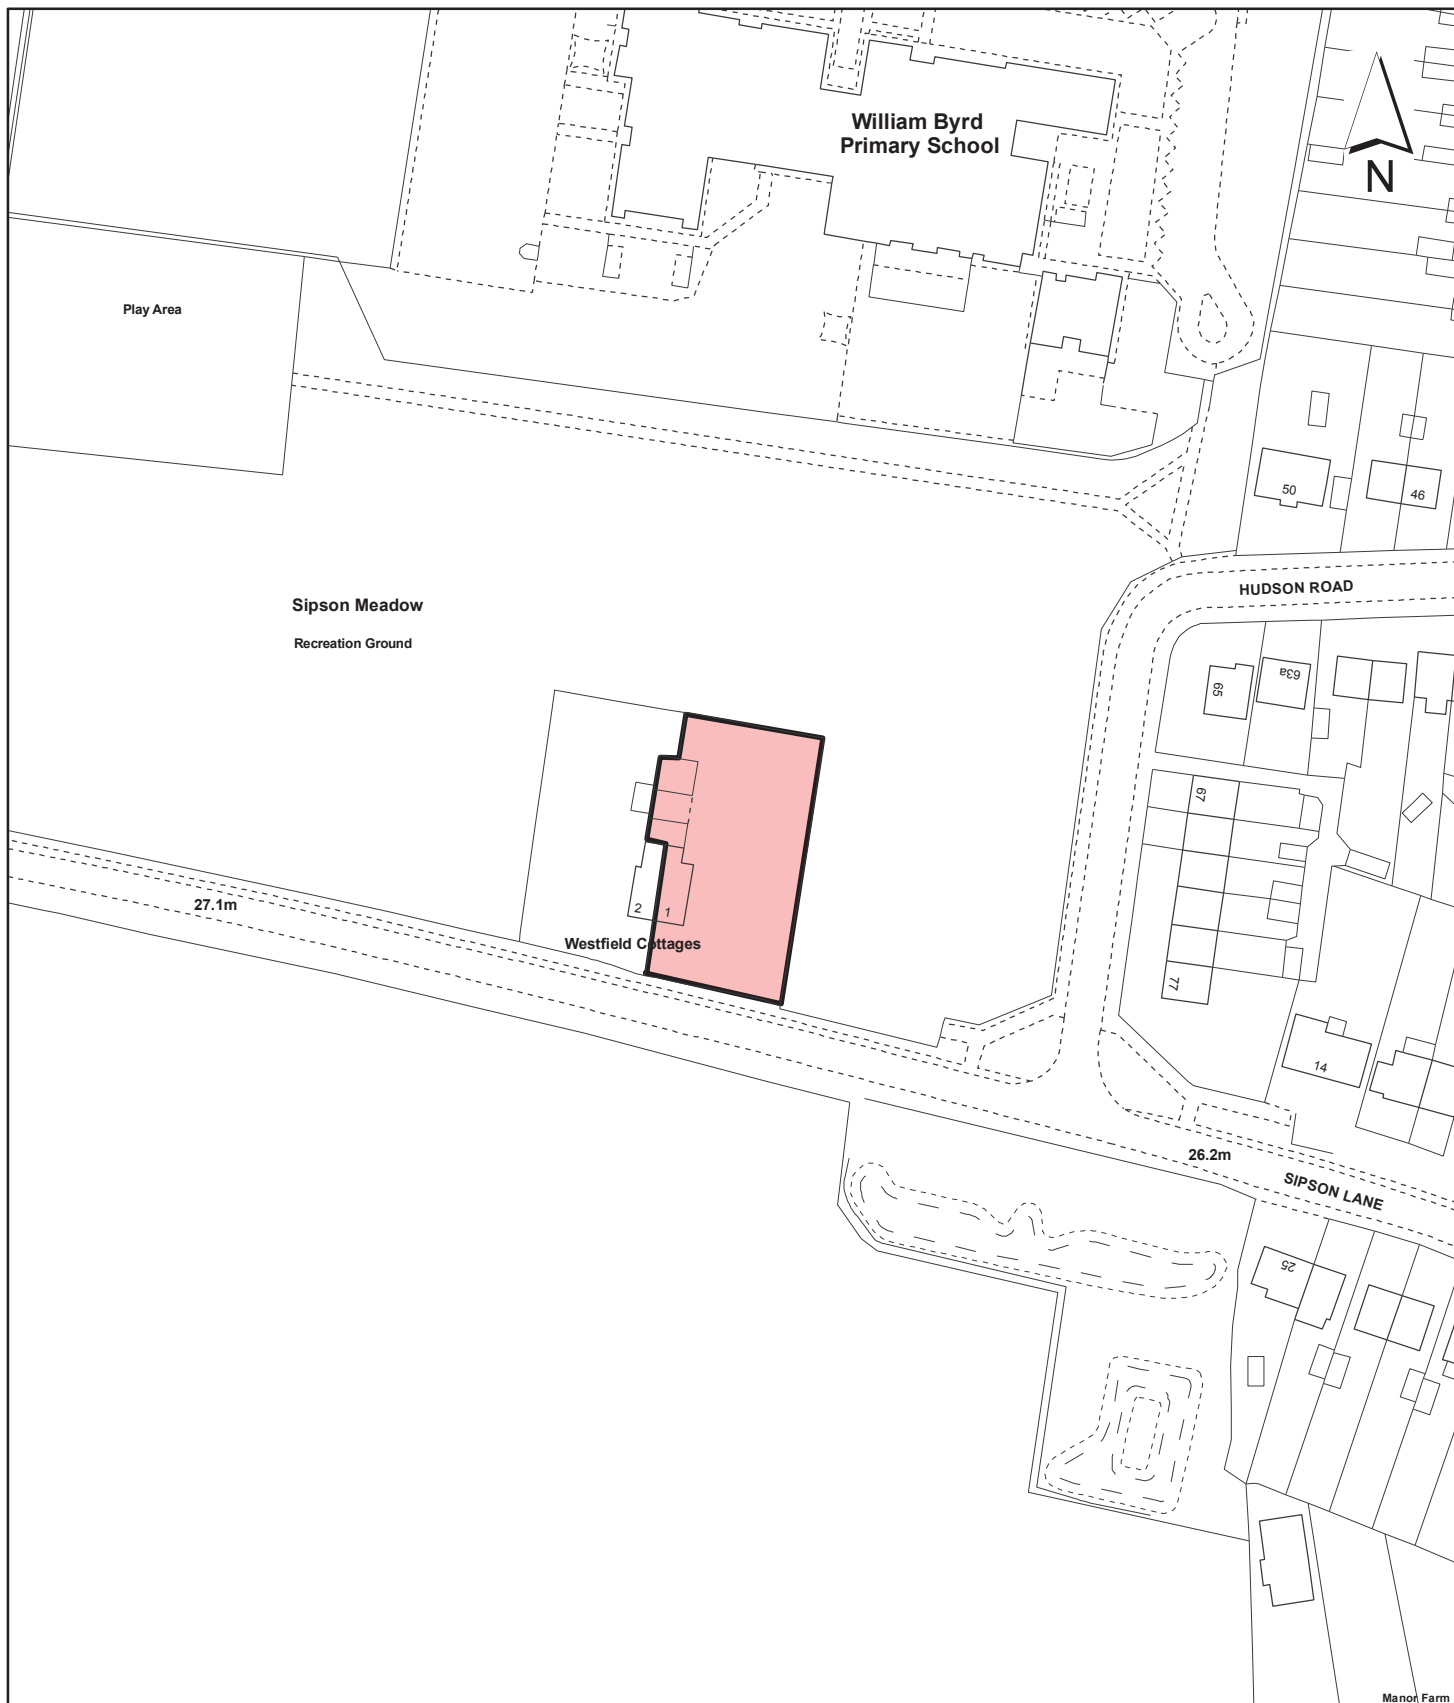 William Byrd
Primary School
N
Play Area
50
46
HUDSON ROAD
Sipson Meadow
Recreation Ground
65
63a
67
27.1m
2
1
Westfield Cottages
77
14
26.2m
SIPSON LANE
25
Manor Farm